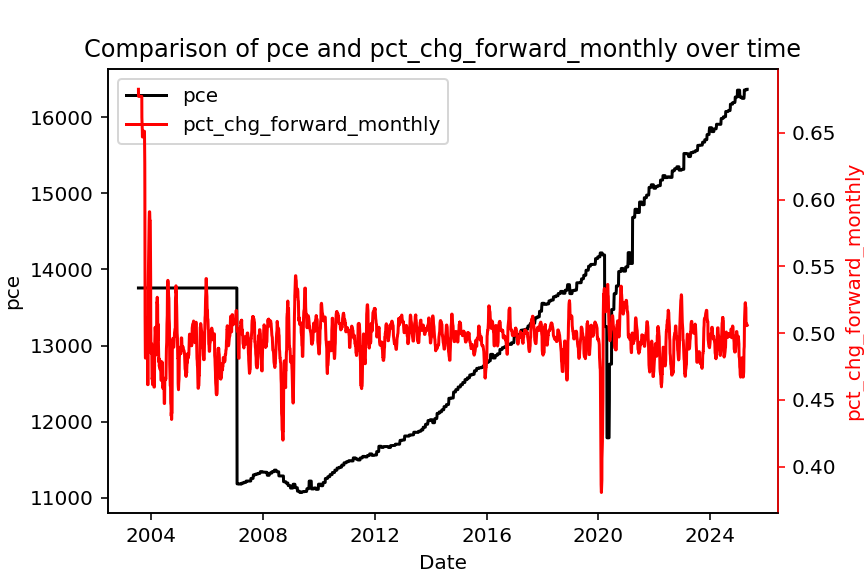 Comparison of pce and pct_chg_forward_monthly over time
pce
pct_chg_forward_monthly
16000
15000
14000
13000
12000
11000
pce
0.65
0.60
0.55
0.50
0.45
0.40
pct_chg_forward_monthly
2004 2008 2012 2016 2020 2024
Date